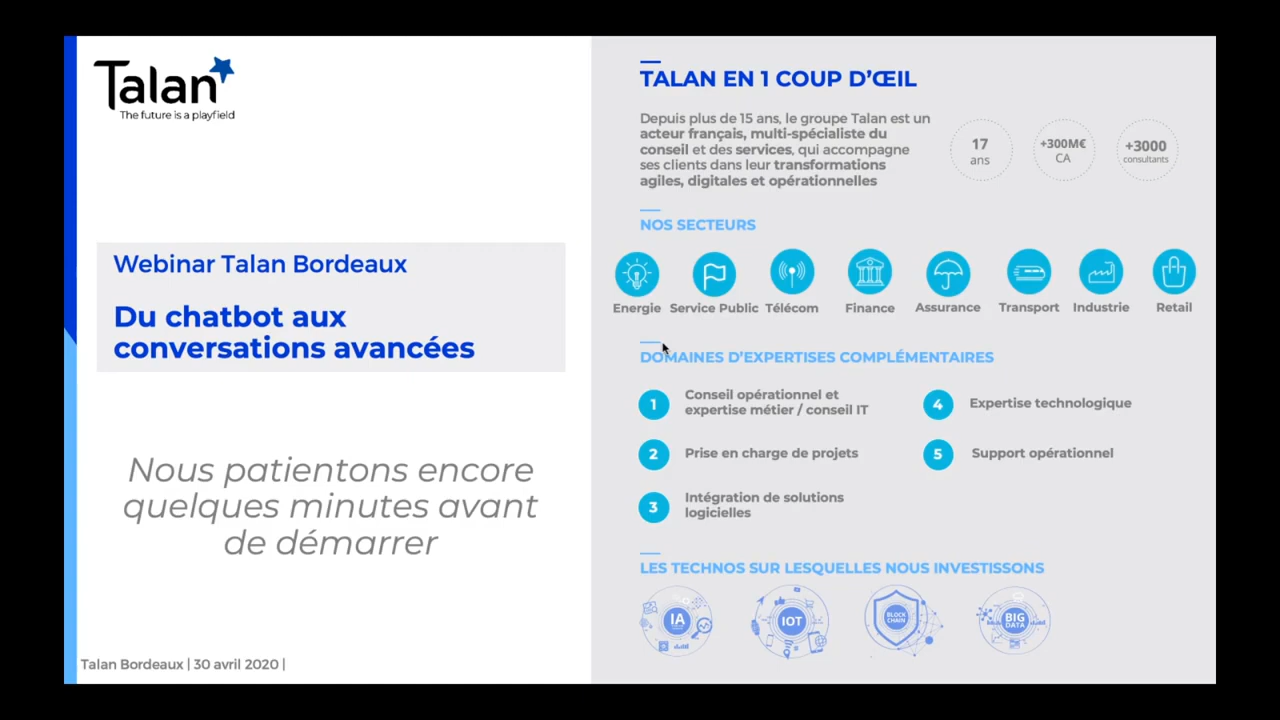 Talan
The future is a playfield
Webinar Talan Bordeaux
Du chatbot aux
conversations avancées
Nous patientons encore
quelques minutes avant
de démarrer
Talan Bordeaux | 30 avril 2020 |
TALAN EN 1 COUP D'ŒIL
Depuis plus de 15 ans, le groupe Talan est un
acteur français, multi-spécialiste du
conseil et des services, qui accompagne
ses clients dans leur transformations
agiles, digitales et opérationnelles
17
ans
+300M€
CA
+3000
consultants
NOS SECTEURS
Energie
Service Public
Télécom
Finance
Assurance
Transport
Industrie
Retail
DOMAINES D'EXPERTISES COMPLÉMENTAIRES
1
Conseil opérationnel et
expertise métier / conseil IT
2
Prise en charge de projets
3
Intégration de solutions
logicielles
4
Expertise technologique
5
Support opérationnel
LES TECHNOS SUR LESQUELLES NOUS INVESTISSONS
IA
IOT
BLOCK
CHAIN
BIG
DATA